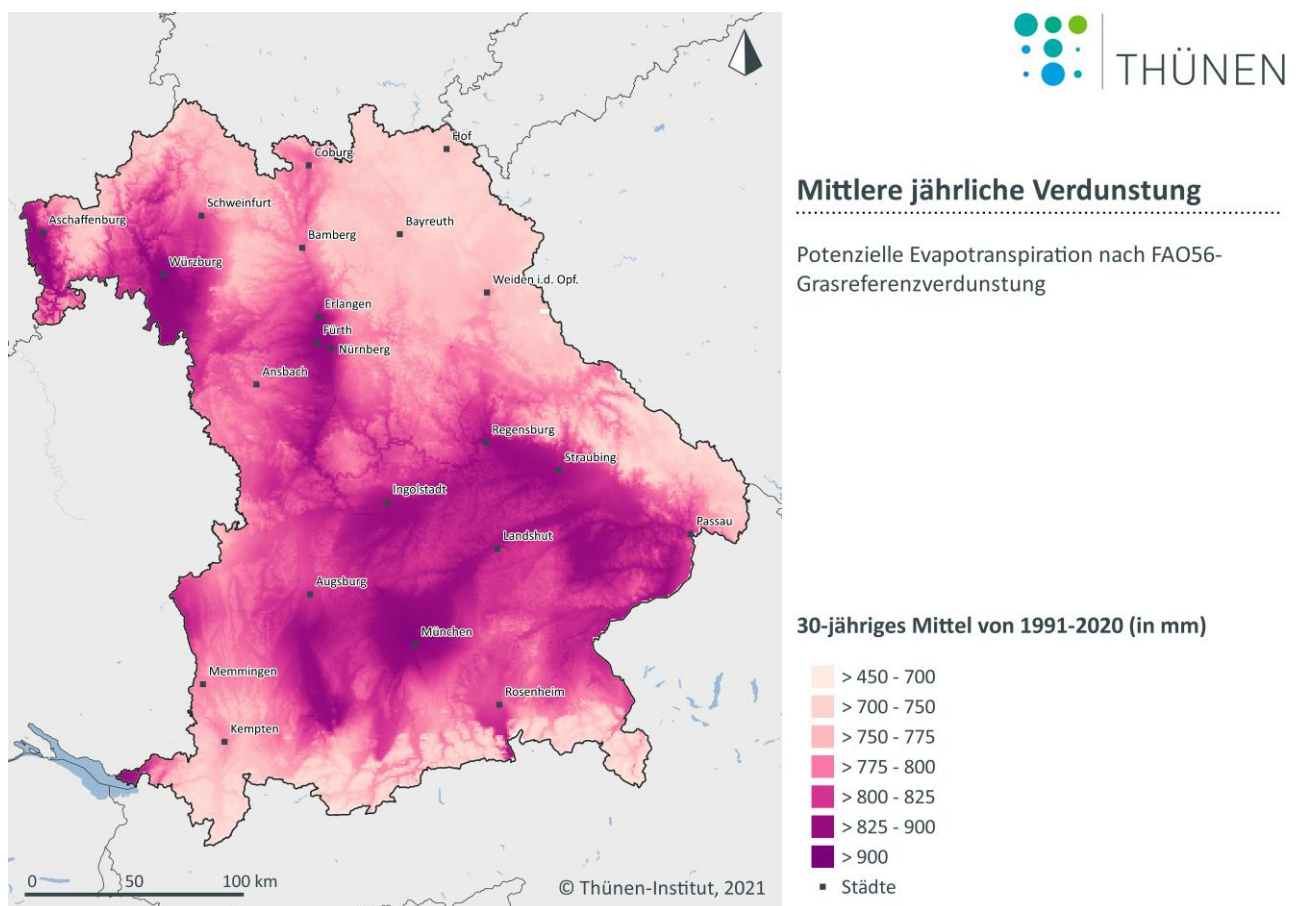 THÜNEN
Mittlere jährliche Verdunstung
Potenzielle Evapotranspiration nach FAO56-
Grasreferenzverdunstung
Hof
Coburg
Schweinfurt
Aschaffenburg
Bamberg
Bayreuth
Würzburg
Weiden i.d. Opf.
Erlangen
Fürth
Nürnberg
Ansbach
Regensburg
Straubing
Ingolstadt
Passau
Landshut
Augsburg
München
Memmingen
Rosenheim
Kempten
30-jähriges Mittel von 1991-2020 (in mm)
> 450 - 700
> 700 - 750
> 750 - 775
> 775 - 800
> 800 - 825
> 825 - 900
> 900
Städte
0 50 100 km
© Thünen-Institut, 2021